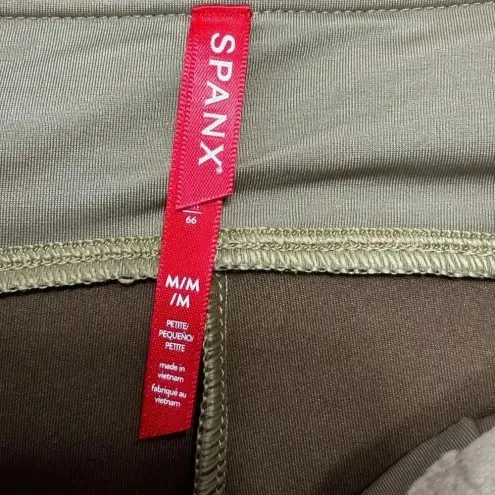 SPANX®
66
M/M
/M
PETITE/
PEQUEÑO/
PETITE
made in
vietnam
fabriqué au
vietnam